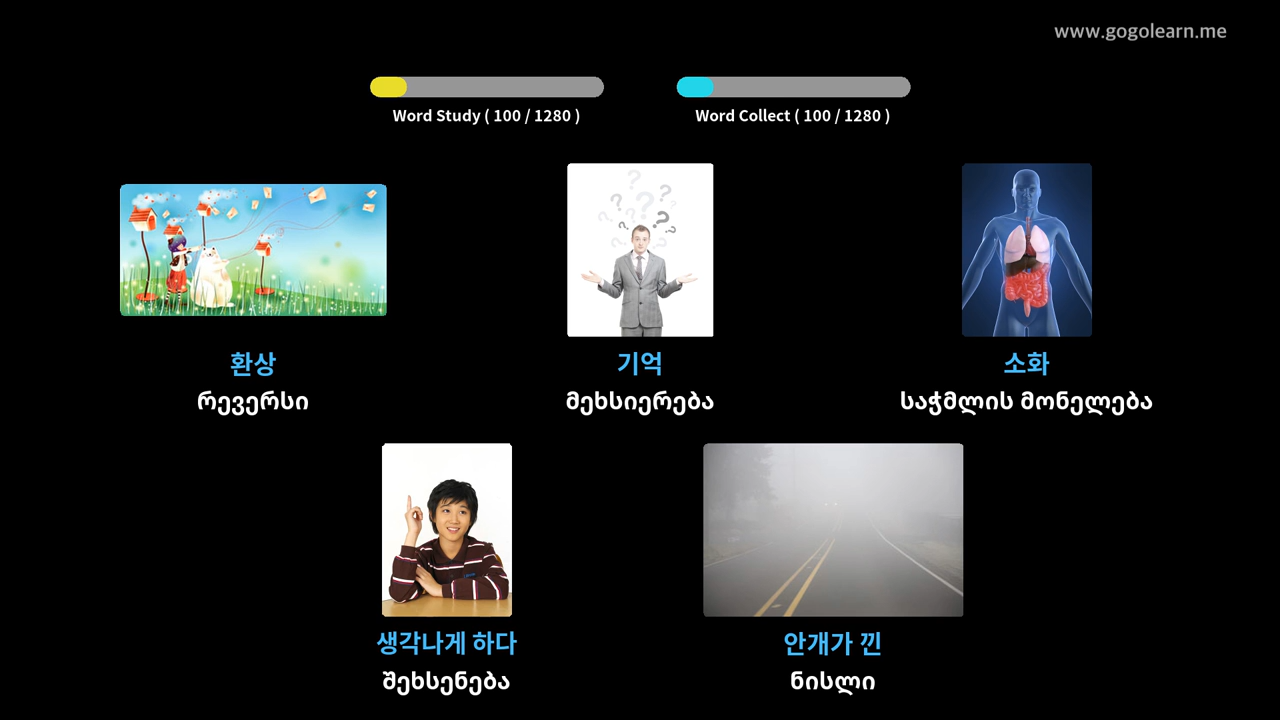 www.gogolearn.me
Word Study ( 100 / 1280 )
Word Collect ( 100 / 1280 )
환상
რევერსი
기억
მეხსიერება
소화
საჭმლის მონელება
생각나게 하다
შეხსენება
안개가 낀
ნისლი